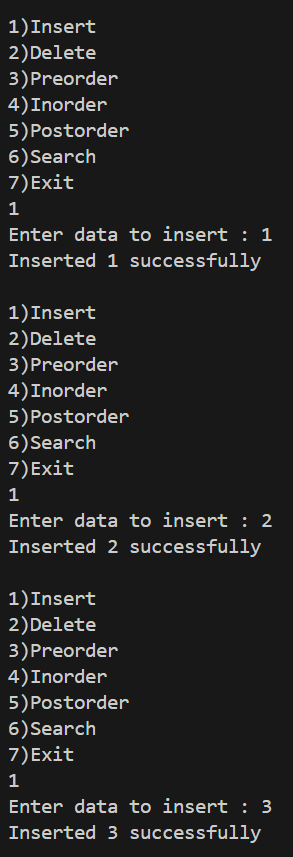 1)Insert
2)Delete
3)Preorder
4)Inorder
5)Postorder
6)Search
7)Exit
1
Enter data to insert : 1
Inserted 1 successfully

1)Insert
2)Delete
3)Preorder
4)Inorder
5)Postorder
6)Search
7)Exit
1
Enter data to insert : 2
Inserted 2 successfully

1)Insert
2)Delete
3)Preorder
4)Inorder
5)Postorder
6)Search
7)Exit
1
Enter data to insert : 3
Inserted 3 successfully